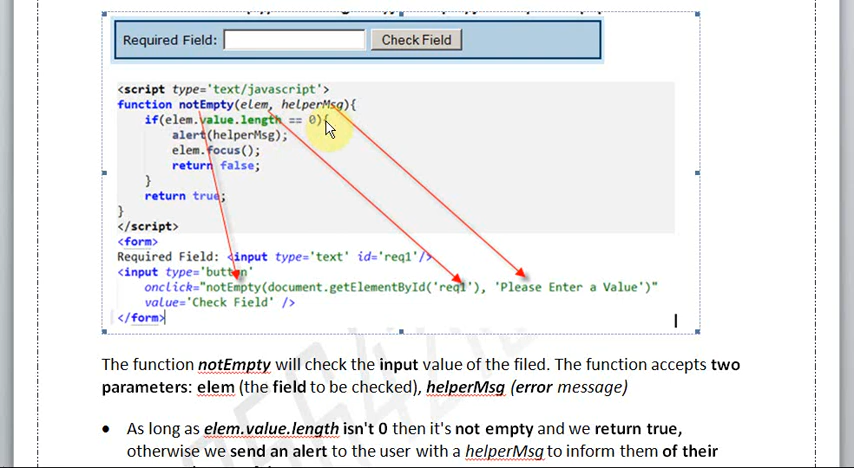 Required Field: Check Field
<script type='text/javascript'>
function notEmpty(elem, helperMsg){
    if(elem.value.length == 0){
        alert(helperMsg);
        elem.focus();
        return false;
    }
    return true;
}
</script>
<form>
Required Field: <input type='text' id='req1'/>
<input type='button'
    onclick="notEmpty(document.getElementById('req1'), 'Please Enter a Value')"
    value='Check Field' />
</form>
The function notEmpty will check the input value of the filed. The function accepts two
parameters: elem (the field to be checked), helperMsg (error message)
• As long as elem.value.length isn't 0 then it's not empty and we return true,
otherwise we send an alert to the user with a helperMsg to inform them of their